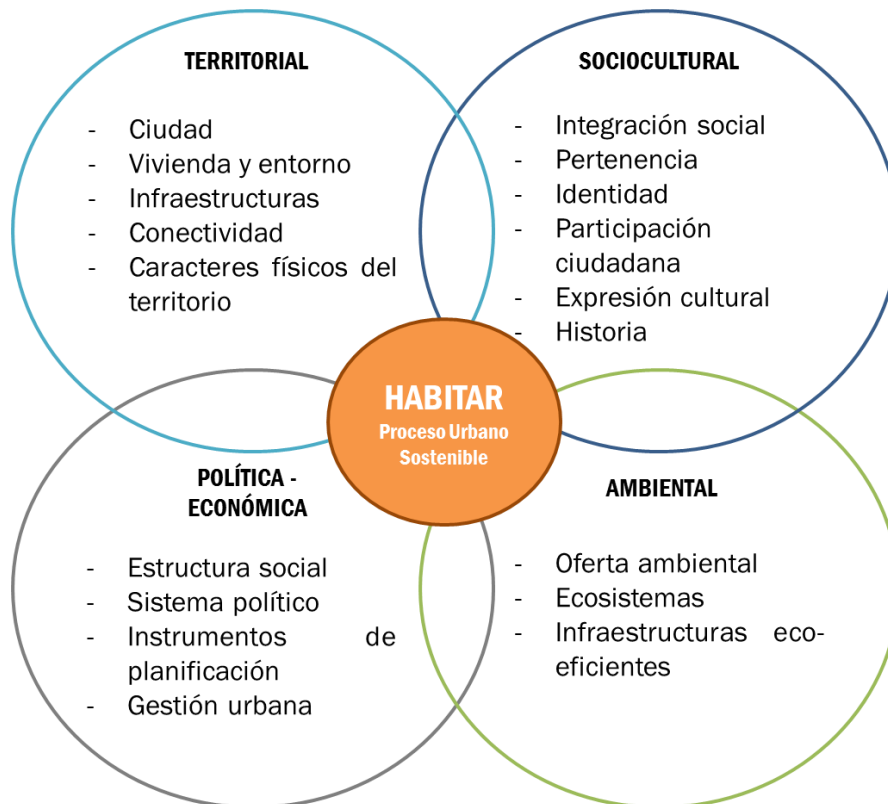 TERRITORIAL
- Ciudad
- Vivienda y entorno
- Infraestructuras
- Conectividad
- Caracteres físicos del
territorio
SOCIOCULTURAL
- Integración social
- Pertenencia
- Identidad
- Participación
ciudadana
- Expresión cultural
- Historia
HABITAR
Proceso Urbano
Sostenible
POLÍTICA -
ECONÓMICA
- Estructura social
- Sistema político
- Instrumentos de
planificación
- Gestión urbana
AMBIENTAL
- Oferta ambiental
- Ecosistemas
- Infraestructuras eco-
eficientes